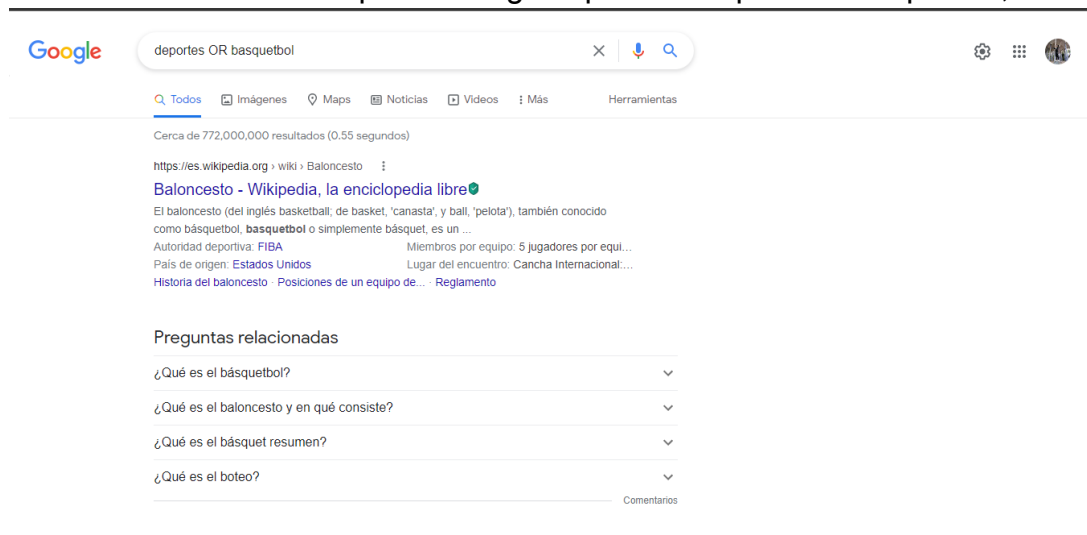 Google
deportes OR basquetbol
Todos Imágenes Maps Noticias Videos Más Herramientas
Cerca de 772,000,000 resultados (0.55 segundos)
https://es.wikipedia.org › wiki › Baloncesto
Baloncesto - Wikipedia, la enciclopedia libre
El baloncesto (del inglés basketball; de basket, 'canasta', y ball, 'pelota'), también conocido
como básquetbol, basquetbol o simplemente básquet, es un ...
Autoridad deportiva: FIBA Miembros por equipo: 5 jugadores por equi...
País de origen: Estados Unidos Lugar del encuentro: Cancha Internacional:...
Historia del baloncesto · Posiciones de un equipo de... · Reglamento
Preguntas relacionadas
¿Qué es el básquetbol?
¿Qué es el baloncesto y en qué consiste?
¿Qué es el básquet resumen?
¿Qué es el boteo?
Comentarios